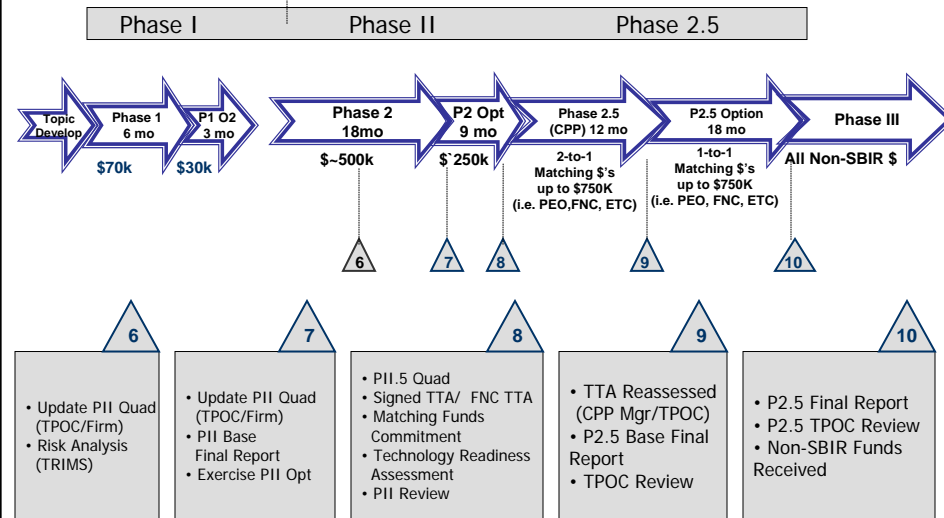 Phase I
Phase II
Phase 2.5
Topic
Develop
Phase 1
6 mo
P1 O2
3 mo
Phase 2
18mo
P2 Opt
9 mo
Phase 2.5
(CPP) 12 mo
P2.5 Option
18 mo
Phase III
$70k
$30k
$~500k
$`250k
2-to-1
Matching $'s
up to $750K
(i.e. PEO,FNC, ETC)
1-to-1
Matching $'s
up to $750K
(i.e. PEO, FNC, ETC)
All Non-SBIR $
6
7
8
9
10
6
• Update PII Quad
(TPOC/Firm)
• Risk Analysis
(TRIMS)
7
• Update PII Quad
(TPOC/Firm)
• PII Base
Final Report
• Exercise PII Opt
8
• PII.5 Quad
• Signed TTA/ FNC TTA
• Matching Funds
Commitment
• Technology Readiness
Assessment
• PII Review
9
• TTA Reassessed
(CPP Mgr/TPOC)
• P2.5 Base Final
Report
• TPOC Review
10
• P2.5 Final Report
• P2.5 TPOC Review
• Non-SBIR Funds
Received